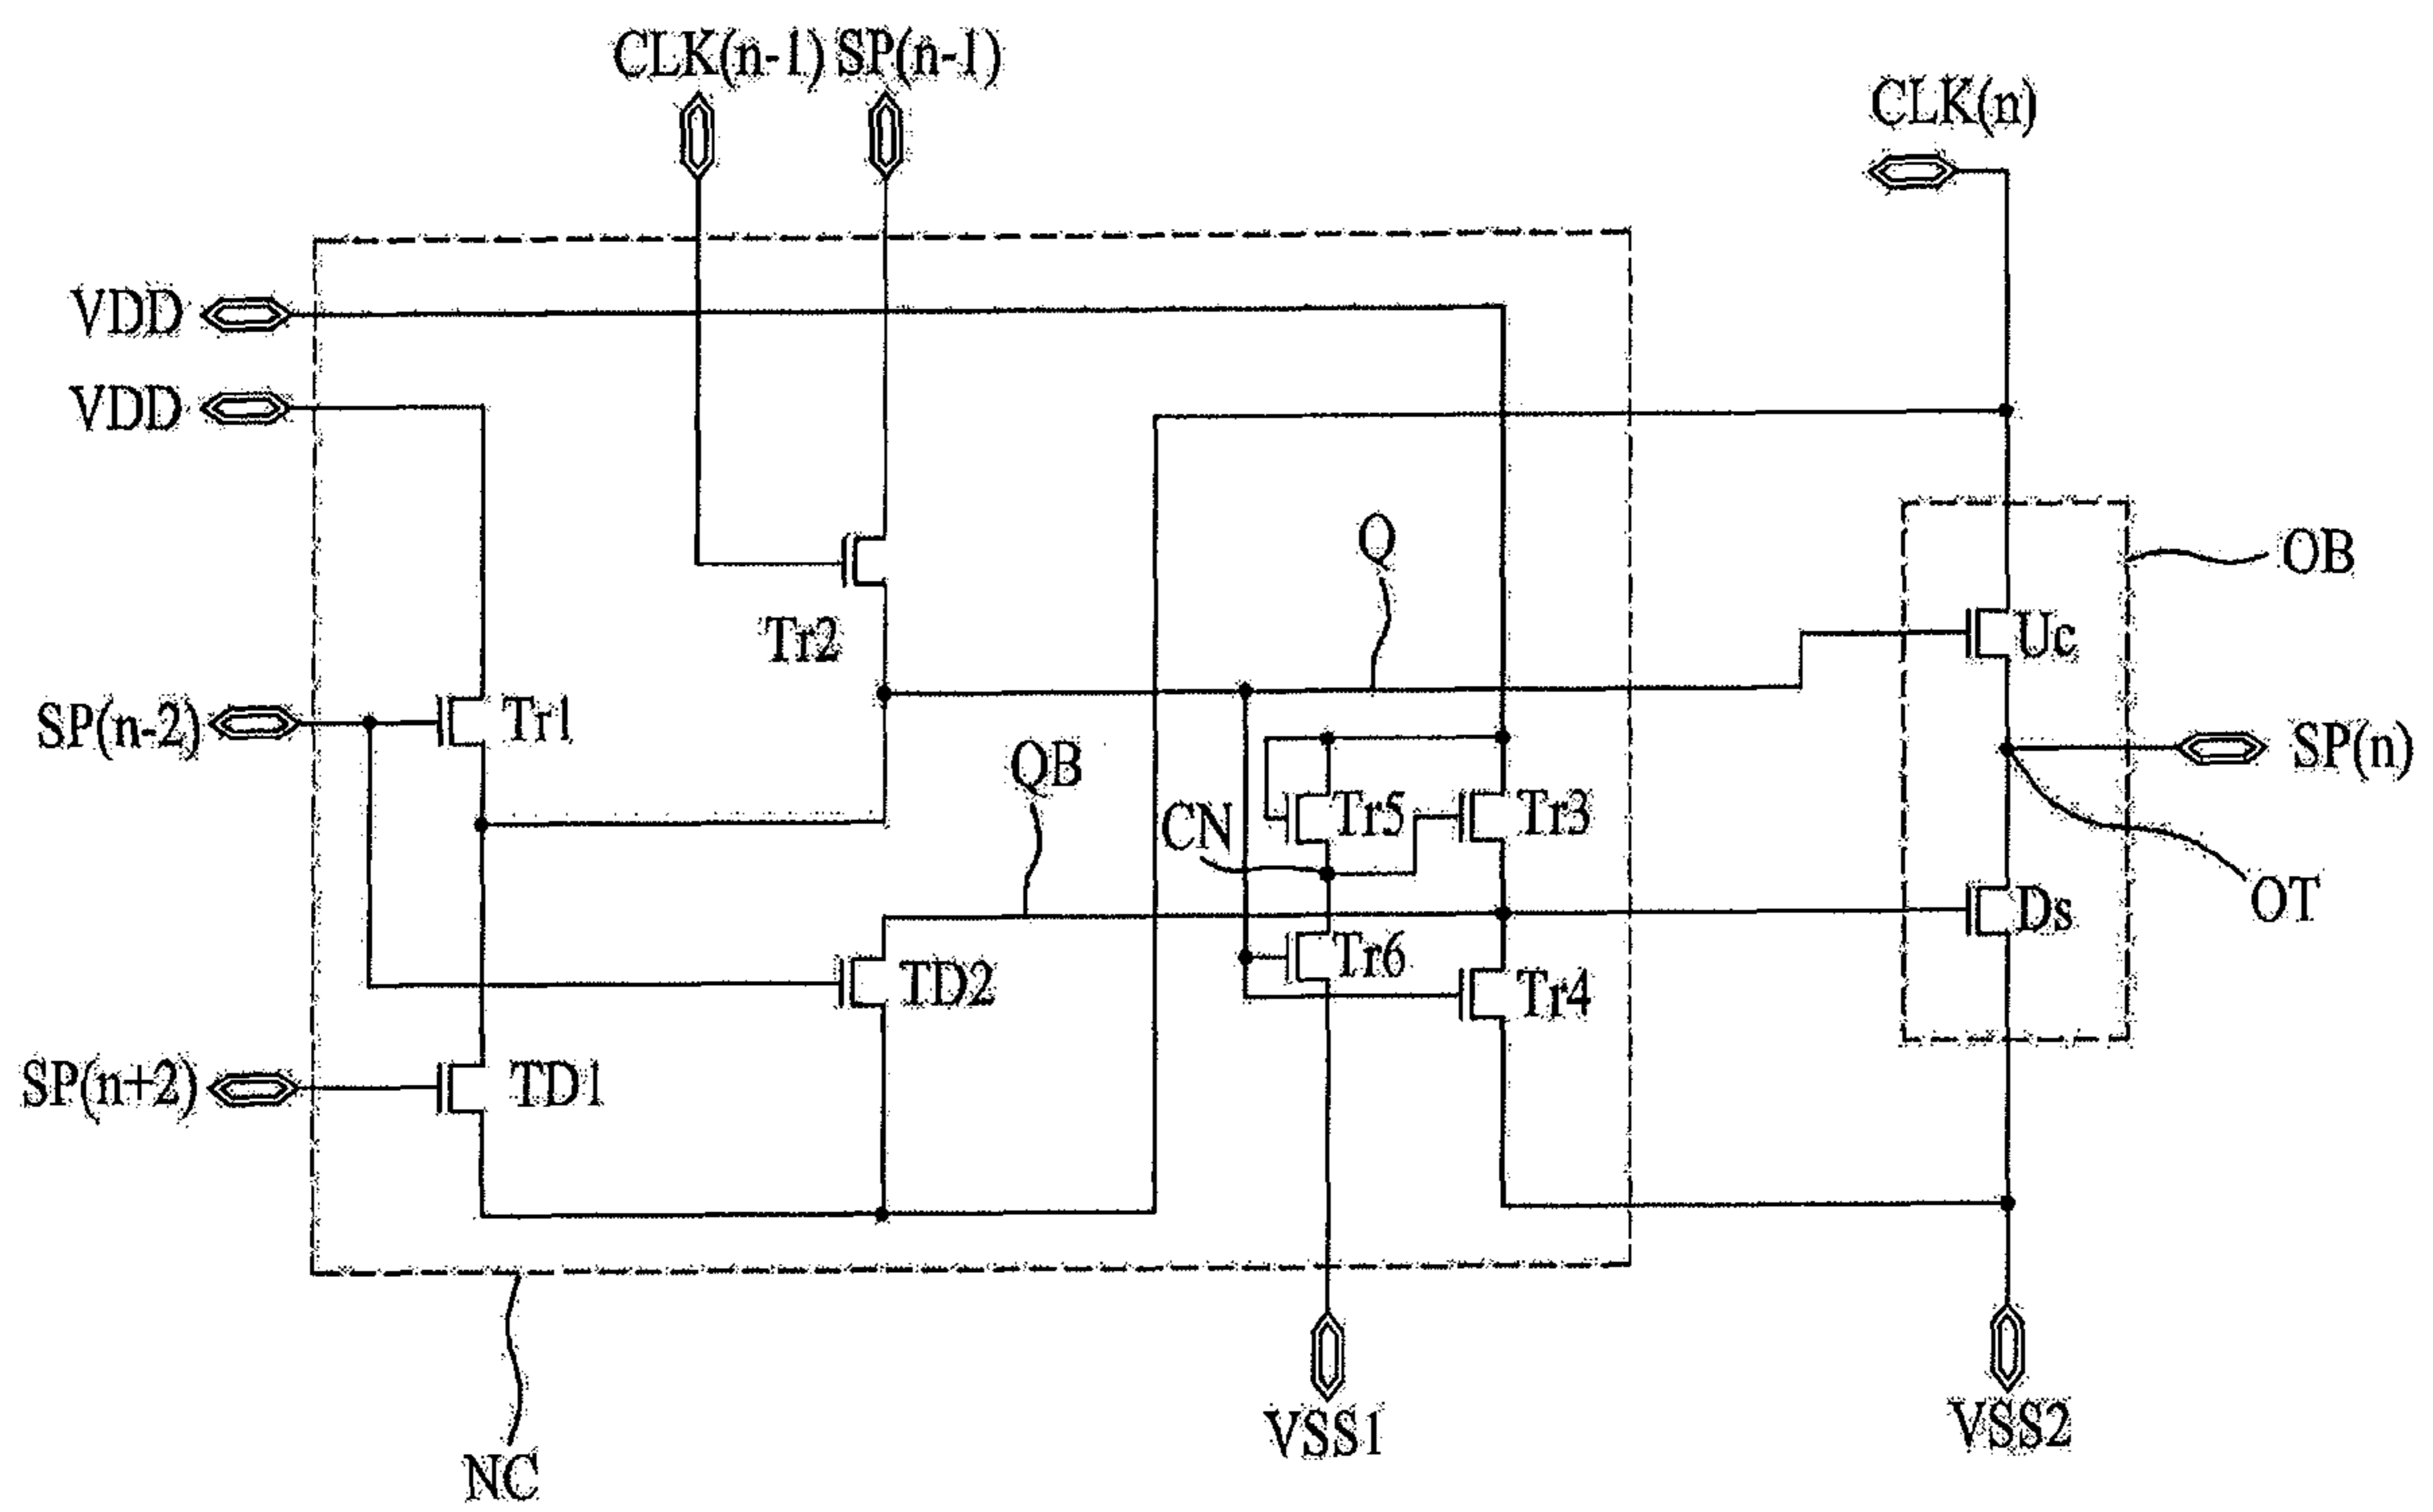 CLK(n-1) SP(n-1)
CLK(n)
VDD
VDD
Q
OB
Tr2
Uc
SP(n-2)
Tr1
QB
SP(n)
CN
Tr5
Tr3
OT
Ds
Tr6
TD2
Tr4
SP(n+2)
TD1
VSS1
VSS2
NC